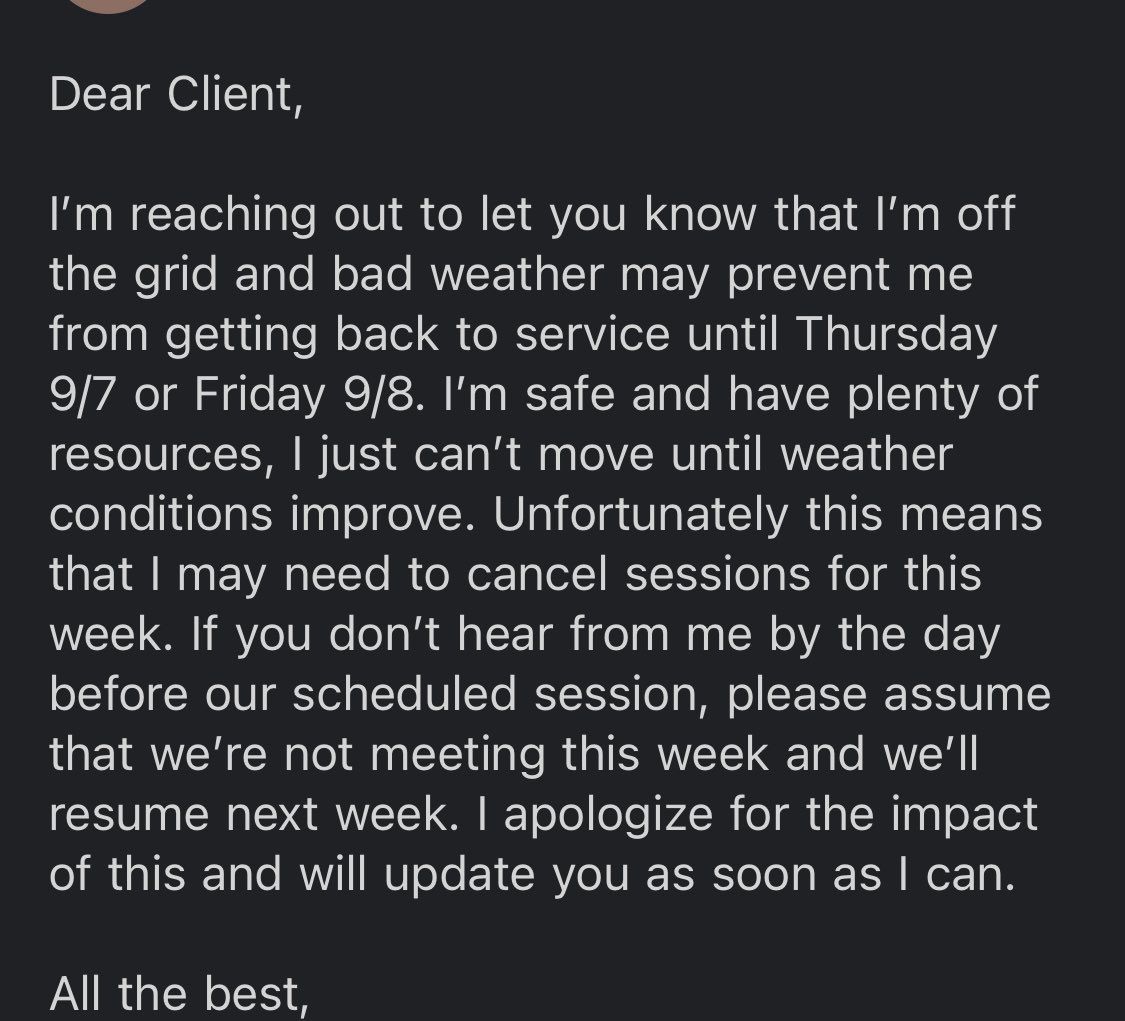 Dear Client,
I’m reaching out to let you know that I’m off
the grid and bad weather may prevent me
from getting back to service until Thursday
9/7 or Friday 9/8. I’m safe and have plenty of
resources, I just can’t move until weather
conditions improve. Unfortunately this means
that I may need to cancel sessions for this
week. If you don’t hear from me by the day
before our scheduled session, please assume
that we’re not meeting this week and we’ll
resume next week. I apologize for the impact
of this and will update you as soon as I can.
All the best,